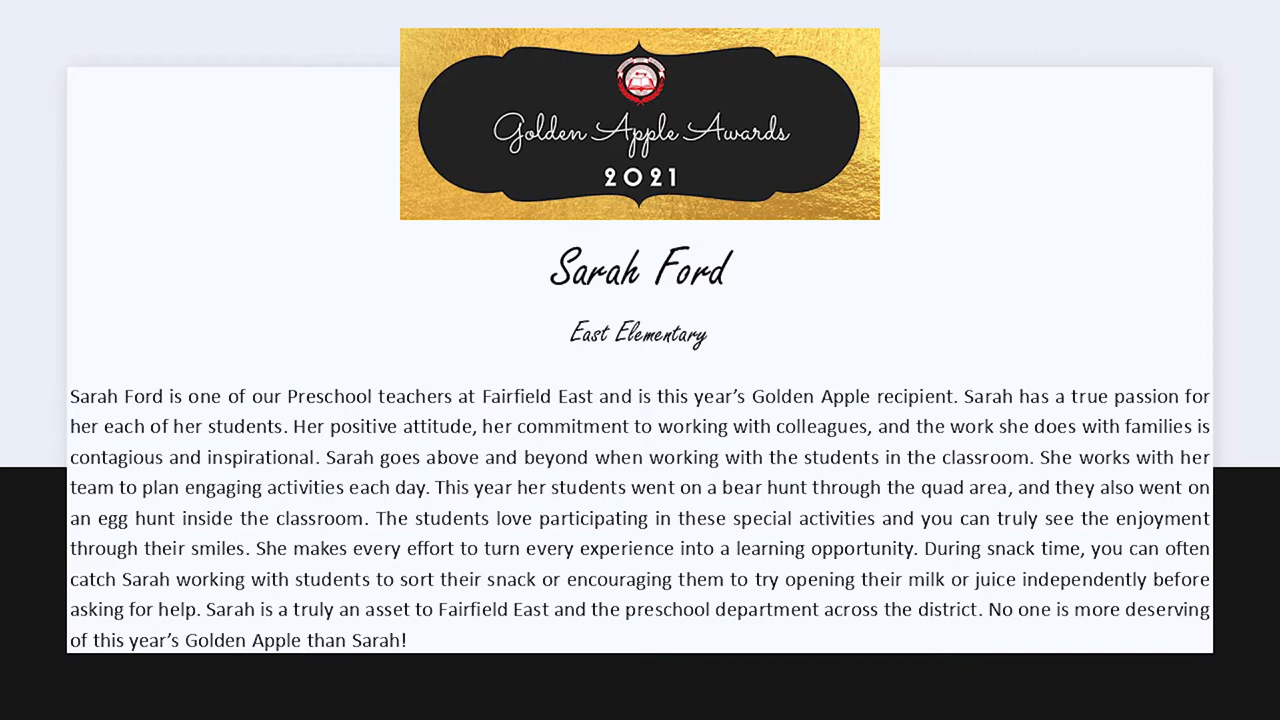 Golden Apple Awards
2021
Sarah Ford
East Elementary
Sarah Ford is one of our Preschool teachers at Fairfield East and is this year’s Golden Apple recipient. Sarah has a true passion for
her each of her students. Her positive attitude, her commitment to working with colleagues, and the work she does with families is
contagious and inspirational. Sarah goes above and beyond when working with the students in the classroom. She works with her
team to plan engaging activities each day. This year her students went on a bear hunt through the quad area, and they also went on
an egg hunt inside the classroom. The students love participating in these special activities and you can truly see the enjoyment
through their smiles. She makes every effort to turn every experience into a learning opportunity. During snack time, you can often
catch Sarah working with students to sort their snack or encouraging them to try opening their milk or juice independently before
asking for help. Sarah is a truly an asset to Fairfield East and the preschool department across the district. No one is more deserving
of this year’s Golden Apple than Sarah!